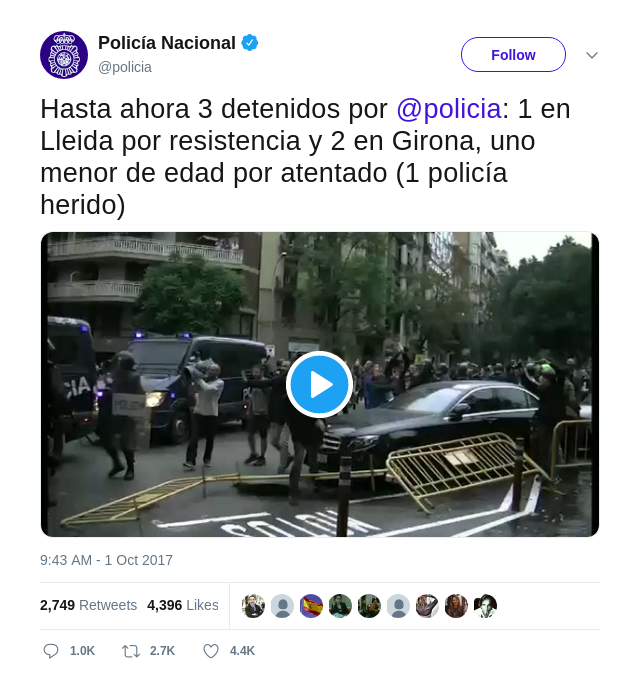 Policía Nacional
@policia
Follow
Hasta ahora 3 detenidos por @policia: 1 en
Lleida por resistencia y 2 en Girona, uno
menor de edad por atentado (1 policía
herido)
9:43 AM - 1 Oct 2017
2,749 Retweets 4,396 Likes
1.0K 2.7K 4.4K